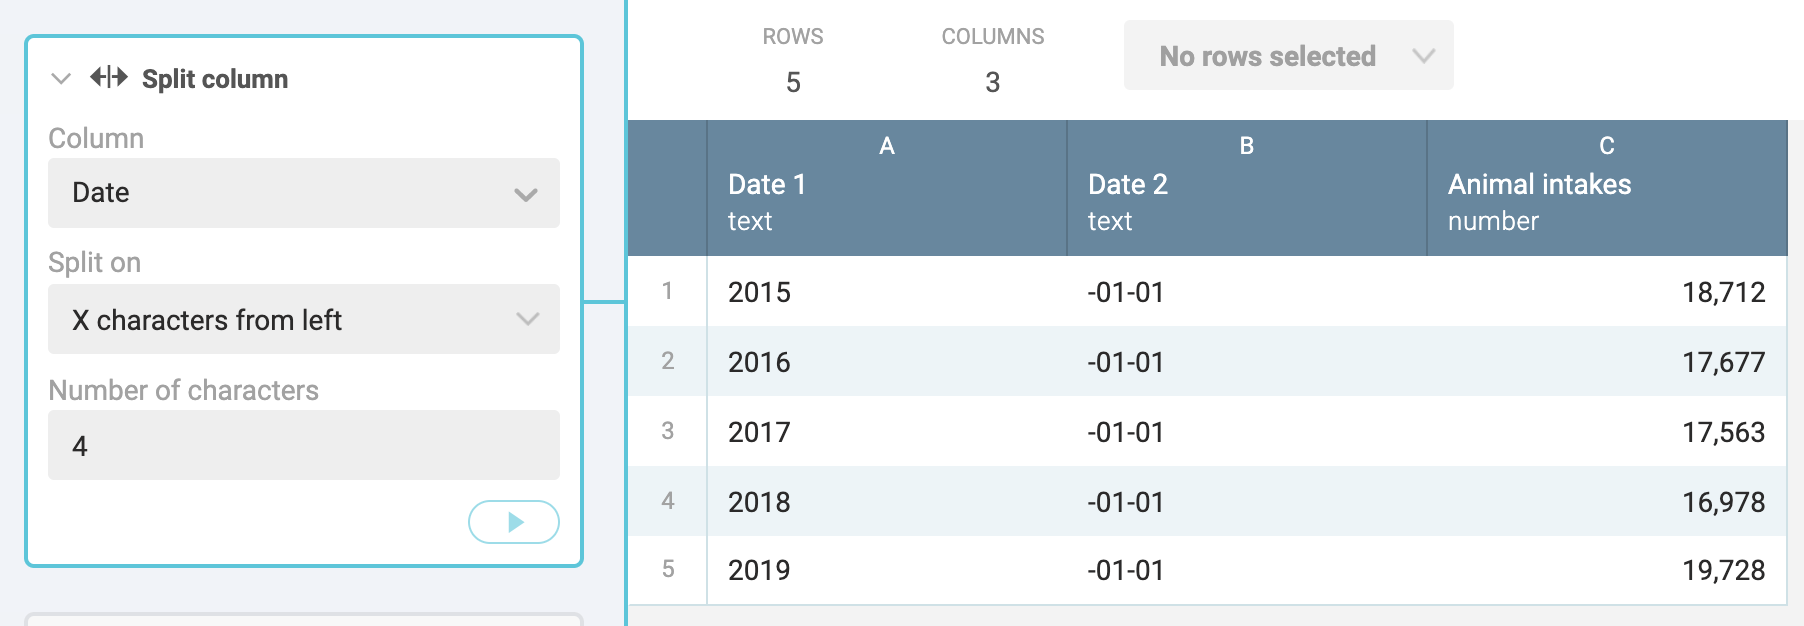 Split column
Column
Date
Split on
X characters from left
Number of characters
4
ROWS COLUMNS
5 3
No rows selected
A B C
Date 1 Date 2 Animal intakes
text text number
1 2015 -01-01 18,712
2 2016 -01-01 17,677
3 2017 -01-01 17,563
4 2018 -01-01 16,978
5 2019 -01-01 19,728